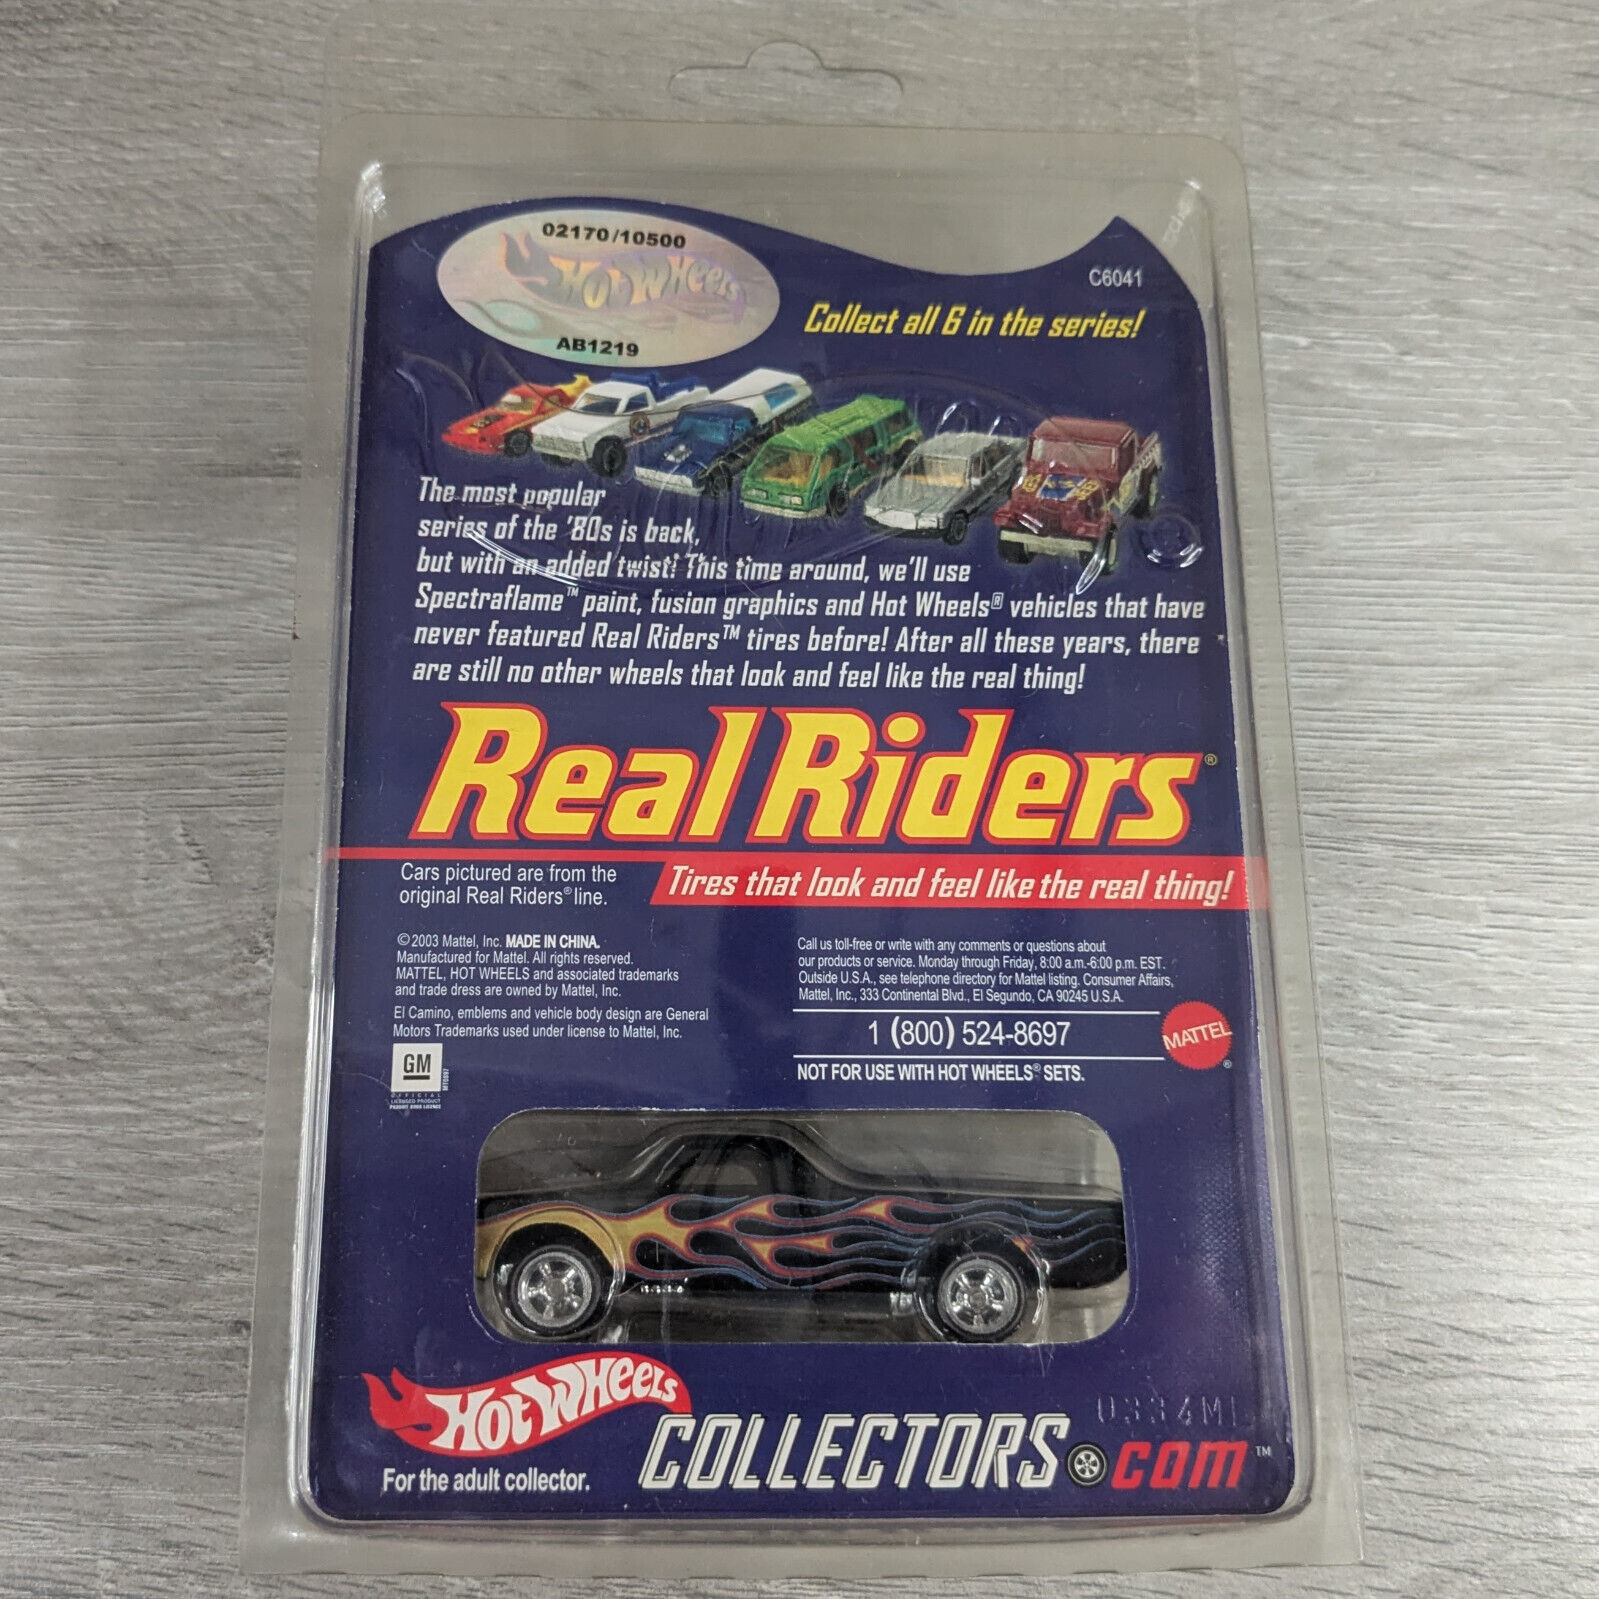 02170/10500
Hot Wheels
AB1219
C6041
Collect all 6 in the series!
The most popular
series of the '80s is back,
but with an added twist! This time around, we'll use
Spectraflame™ paint, fusion graphics and Hot Wheels® vehicles that have
never featured Real Riders™ tires before! After all these years, there
are still no other wheels that look and feel like the real thing!
Real Riders®
Cars pictured are from the
original Real Riders® line.
Tires that look and feel like the real thing!
© 2003 Mattel, Inc. MADE IN CHINA.
Manufactured for Mattel. All rights reserved.
MATTEL, HOT WHEELS and associated trademarks
and trade dress are owned by Mattel, Inc.
El Camino, emblems and vehicle body design are General
Motors Trademarks used under license to Mattel, Inc.
GM
OFFICIAL
LICENSED PRODUCT
Call us toll-free or write with any comments or questions about
our products or service. Monday through Friday, 8:00 a.m.-6:00 p.m. EST.
Outside U.S.A., see telephone directory for Mattel listing. Consumer Affairs,
Mattel, Inc., 333 Continental Blvd., El Segundo, CA 90245 U.S.A.
1 (800) 524-8697
NOT FOR USE WITH HOT WHEELS® SETS.
MATTEL®
Hot Wheels
0334ML
COLLECTORS.com™
For the adult collector.